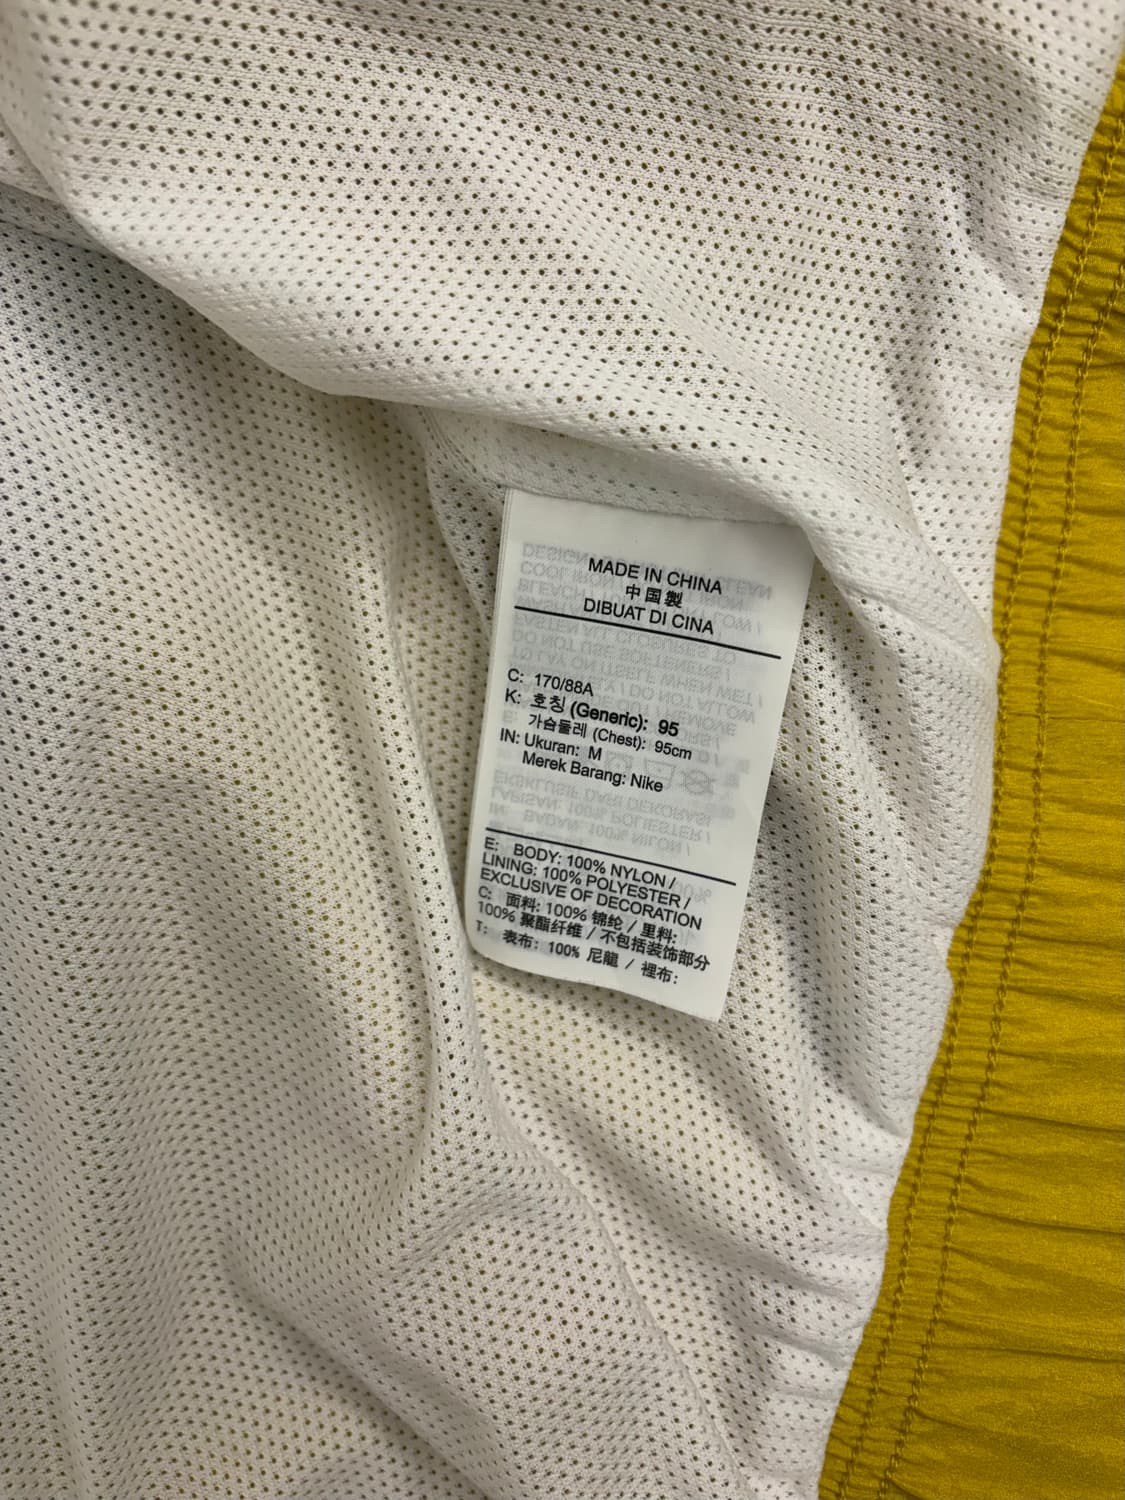 MADE IN CHINA
中国製
DIBUAT DI CINA
C: 170/88A
K: 호칭 (Generic): 95
가슴둘레 (Chest): 95cm
IN: Ukuran: M
Merek Barang: Nike
E: BODY: 100% NYLON /
LINING: 100% POLYESTER /
EXCLUSIVE OF DECORATION
C: 面料: 100% 锦纶 / 里料:
100% 聚酯纤维 / 不包括装饰部分
T: 表布: 100% 尼龍 / 裡布: